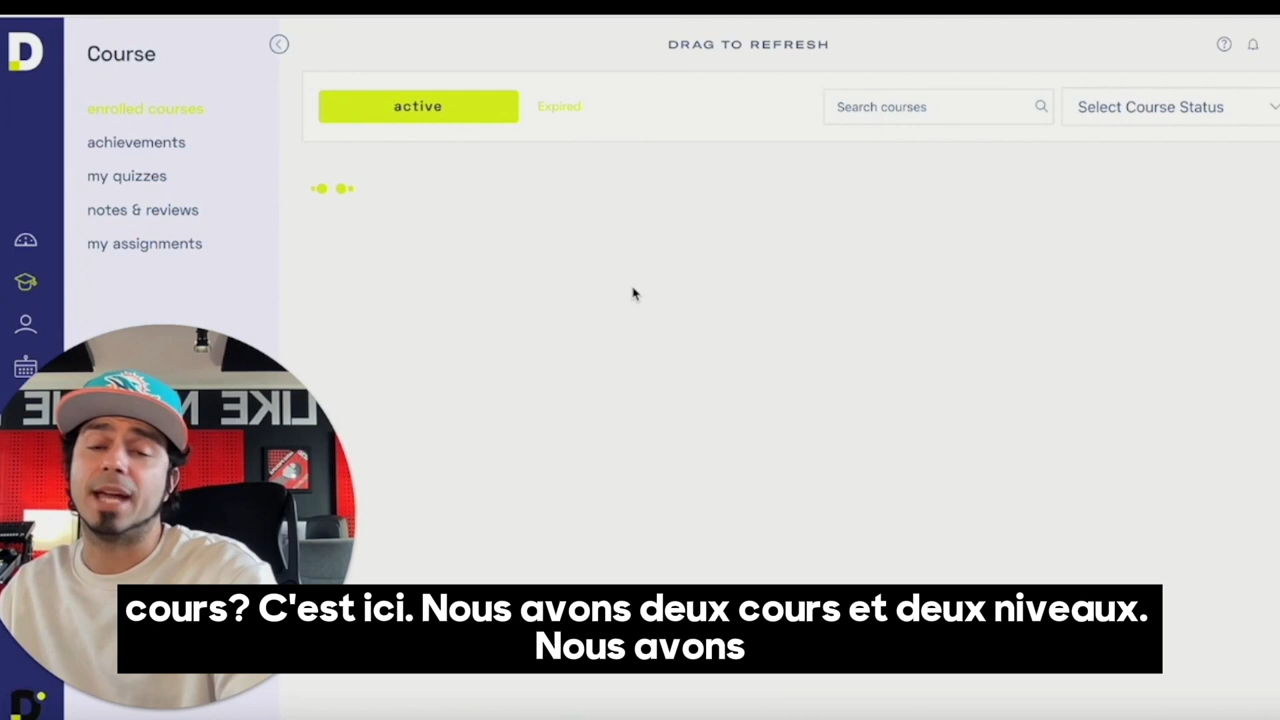 D
Course
DRAG TO REFRESH
enrolled courses
active
Expired
Search courses
Select Course Status
achievements
my quizzes
notes & reviews
my assignments
LIKE
cours? C'est ici. Nous avons deux cours et deux niveaux.
Nous avons
D